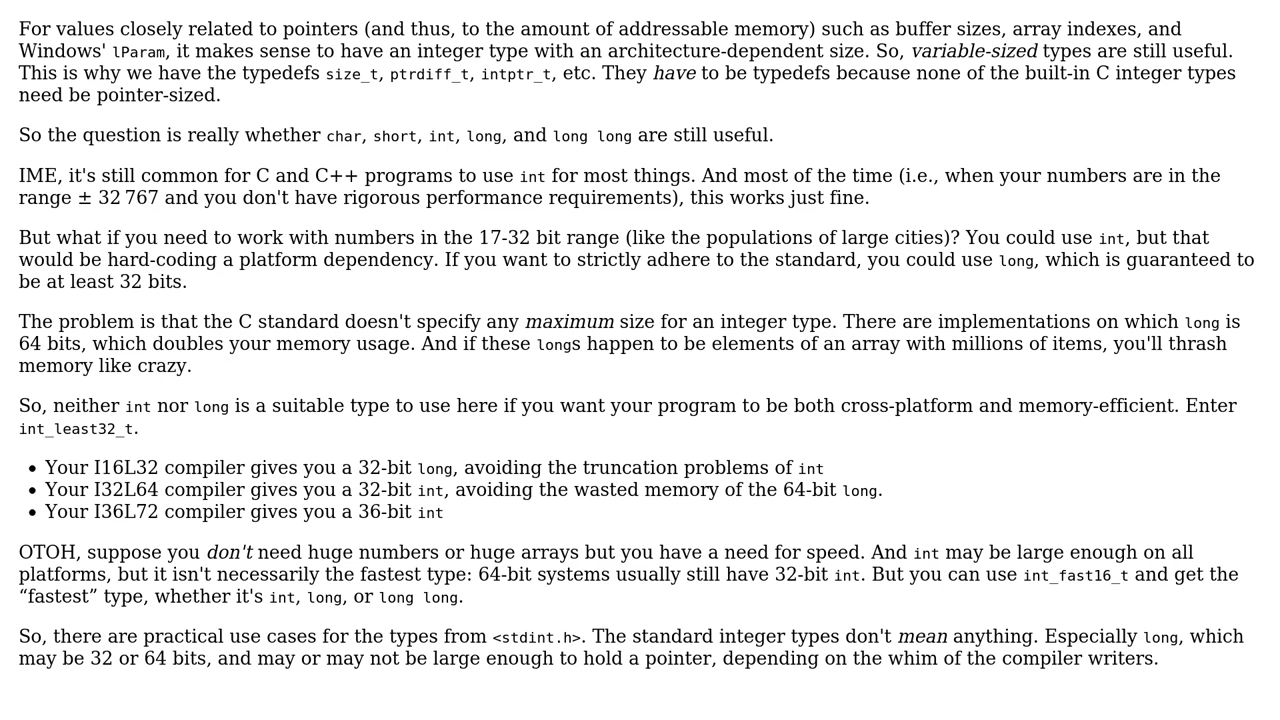 For values closely related to pointers (and thus, to the amount of addressable memory) such as buffer sizes, array indexes, and
Windows' lParam, it makes sense to have an integer type with an architecture-dependent size. So, variable-sized types are still useful.
This is why we have the typedefs size_t, ptrdiff_t, intptr_t, etc. They have to be typedefs because none of the built-in C integer types
need be pointer-sized.
So the question is really whether char, short, int, long, and long long are still useful.
IME, it's still common for C and C++ programs to use int for most things. And most of the time (i.e., when your numbers are in the
range ± 32 767 and you don't have rigorous performance requirements), this works just fine.
But what if you need to work with numbers in the 17-32 bit range (like the populations of large cities)? You could use int, but that
would be hard-coding a platform dependency. If you want to strictly adhere to the standard, you could use long, which is guaranteed to
be at least 32 bits.
The problem is that the C standard doesn't specify any maximum size for an integer type. There are implementations on which long is
64 bits, which doubles your memory usage. And if these longs happen to be elements of an array with millions of items, you'll thrash
memory like crazy.
So, neither int nor long is a suitable type to use here if you want your program to be both cross-platform and memory-efficient. Enter
int_least32_t.
• Your I16L32 compiler gives you a 32-bit long, avoiding the truncation problems of int
• Your I32L64 compiler gives you a 32-bit int, avoiding the wasted memory of the 64-bit long.
• Your I36L72 compiler gives you a 36-bit int
OTOH, suppose you don't need huge numbers or huge arrays but you have a need for speed. And int may be large enough on all
platforms, but it isn't necessarily the fastest type: 64-bit systems usually still have 32-bit int. But you can use int_fast16_t and get the
“fastest” type, whether it's int, long, or long long.
So, there are practical use cases for the types from <stdint.h>. The standard integer types don't mean anything. Especially long, which
may be 32 or 64 bits, and may or may not be large enough to hold a pointer, depending on the whim of the compiler writers.